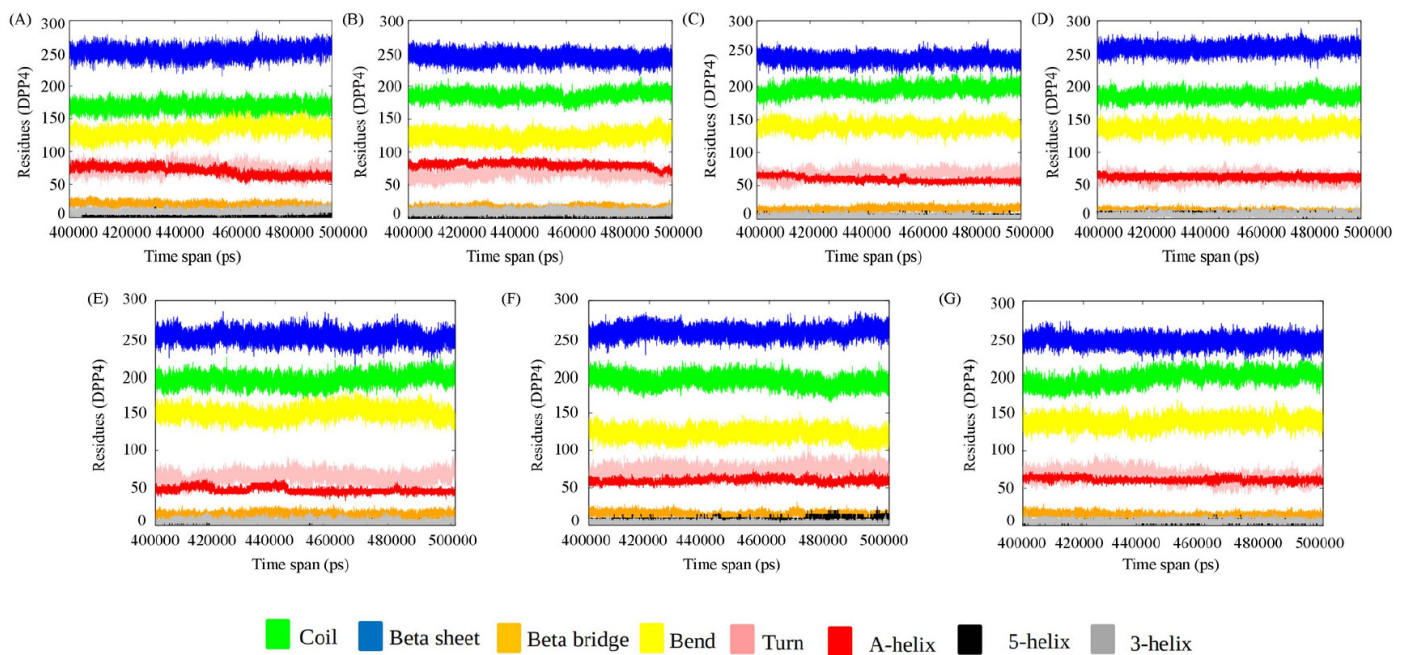 (A) (B) (C) (D)
300 300 300 300
250 250 250 250
200 200 200 200
150 150 150 150
100 100 100 100
50 50 50 50
0 0 0 0
Residues (DPP4) Residues (DPP4) Residues (DPP4) Residues (DPP4)
400000 420000 440000 460000 480000 500000 400000 420000 440000 460000 480000 500000 400000 420000 440000 460000 480000 500000 400000 420000 440000 460000 480000 500000
Time span (ps) Time span (ps) Time span (ps) Time span (ps)
(E) (F) (G)
300 300 300
250 250 250
200 200 200
150 150 150
100 100 100
50 50 50
0 0 0
Residues (DPP4) Residues (DPP4) Residues (DPP4)
400000 420000 440000 460000 480000 500000 400000 420000 440000 460000 480000 500000 400000 420000 440000 460000 480000 500000
Time span (ps) Time span (ps) Time span (ps)
Coil Beta sheet Beta bridge Bend Turn A-helix 5-helix 3-helix